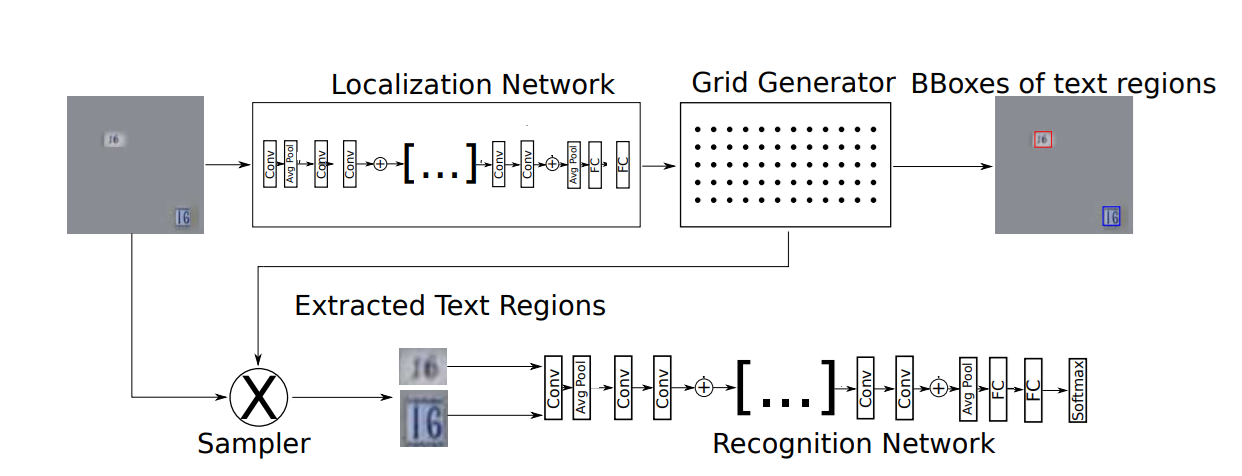 Localization Network
Grid Generator
BBoxes of text regions
16
16
Conv
Avg Pool
Conv
Conv
+
[...]
Conv
Conv
+
Avg Pool
FC
FC
16
16
Extracted Text Regions
X
Sampler
16
16
Conv
Avg Pool
Conv
Conv
+
[...]
Conv
Conv
+
Avg Pool
FC
FC
Softmax
Recognition Network